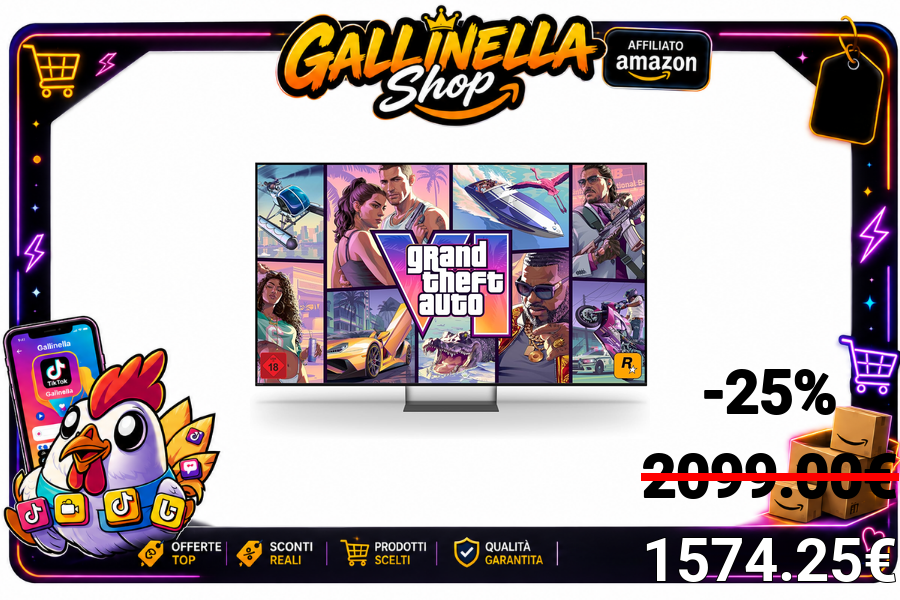 GALLINELLA
Shop
AFFILIATO
amazon
grand
theft
auto
VI
18
R
Gallinella
TikTok
Gallinella
-25%
2099.00€
1574.25€
OFFERTE
TOP
SCONTI
REALI
PRODOTTI
SCELTI
QUALITÀ
GARANTITA